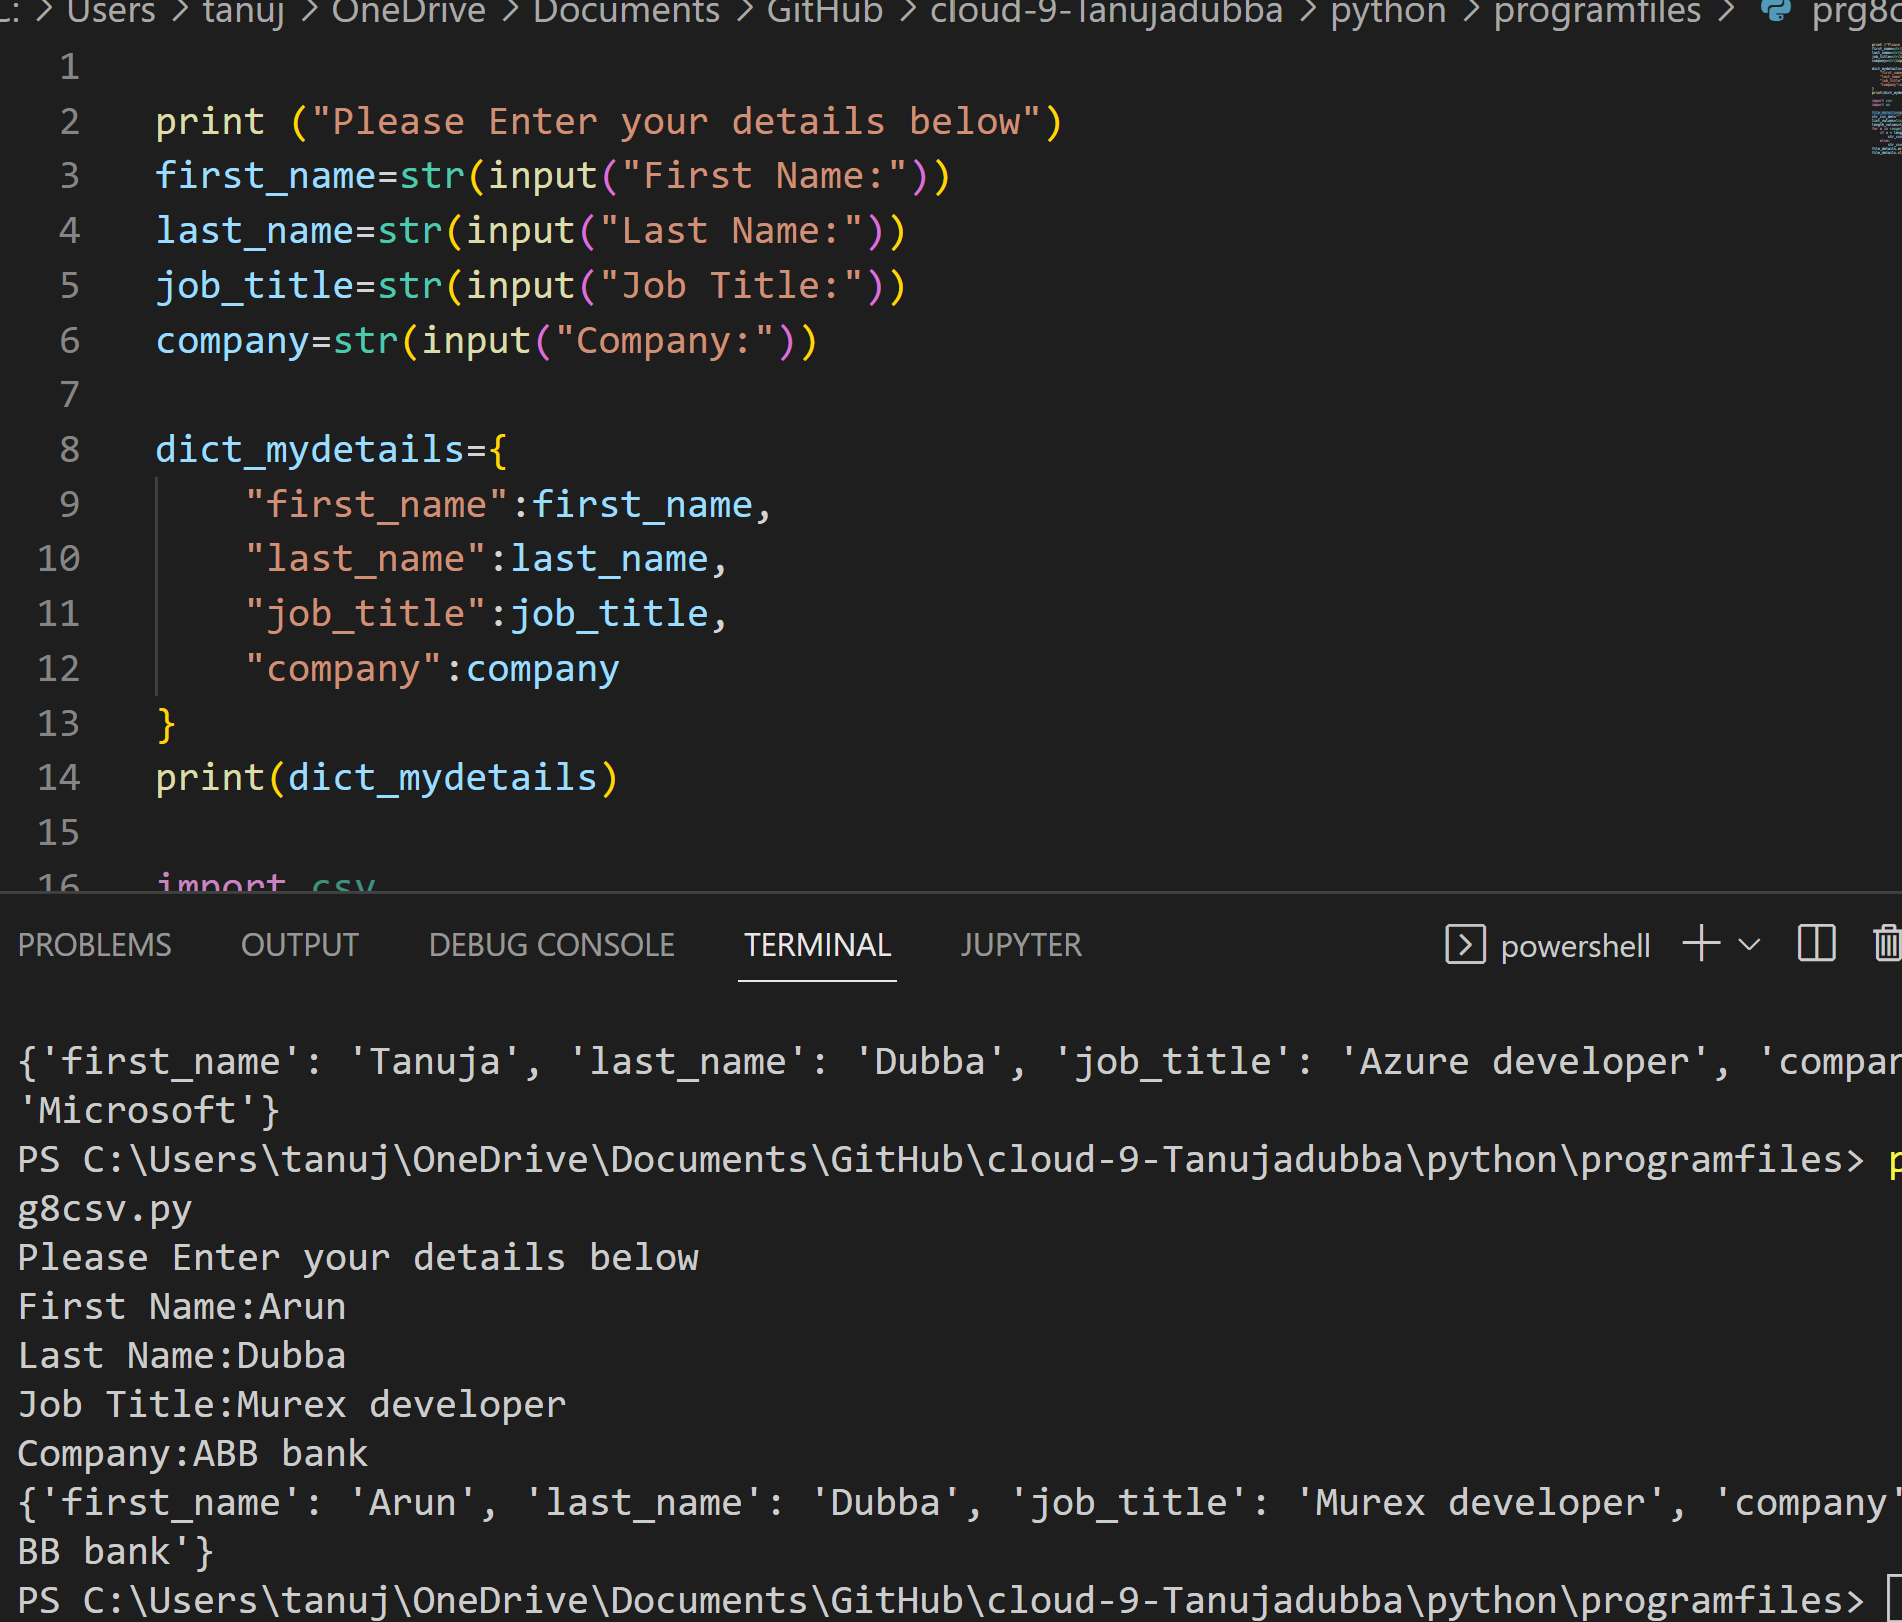 Users > tanuj > OneDrive > Documents > GitHub > cloud-9-Tanujadubba > python > programfiles >
1
2 print ("Please Enter your details below")
3 first_name=str(input("First Name:"))
4 last_name=str(input("Last Name:"))
5 job_title=str(input("Job Title:"))
6 company=str(input("Company:"))
7
8 dict_mydetails={
9 "first_name":first_name,
10 "last_name":last_name,
11 "job_title":job_title,
12 "company":company
13 }
14 print(dict_mydetails)
15
16 import csv
PROBLEMS OUTPUT DEBUG CONSOLE TERMINAL JUPYTER powershell
{'first_name': 'Tanuja', 'last_name': 'Dubba', 'job_title': 'Azure developer', 'compan
'Microsoft'}
PS C:\Users\tanuj\OneDrive\Documents\GitHub\cloud-9-Tanujadubba\python\programfiles> p
g8csv.py
Please Enter your details below
First Name:Arun
Last Name:Dubba
Job Title:Murex developer
Company:ABB bank
{'first_name': 'Arun', 'last_name': 'Dubba', 'job_title': 'Murex developer', 'company'
BB bank'}
PS C:\Users\tanuj\OneDrive\Documents\GitHub\cloud-9-Tanujadubba\python\programfiles>